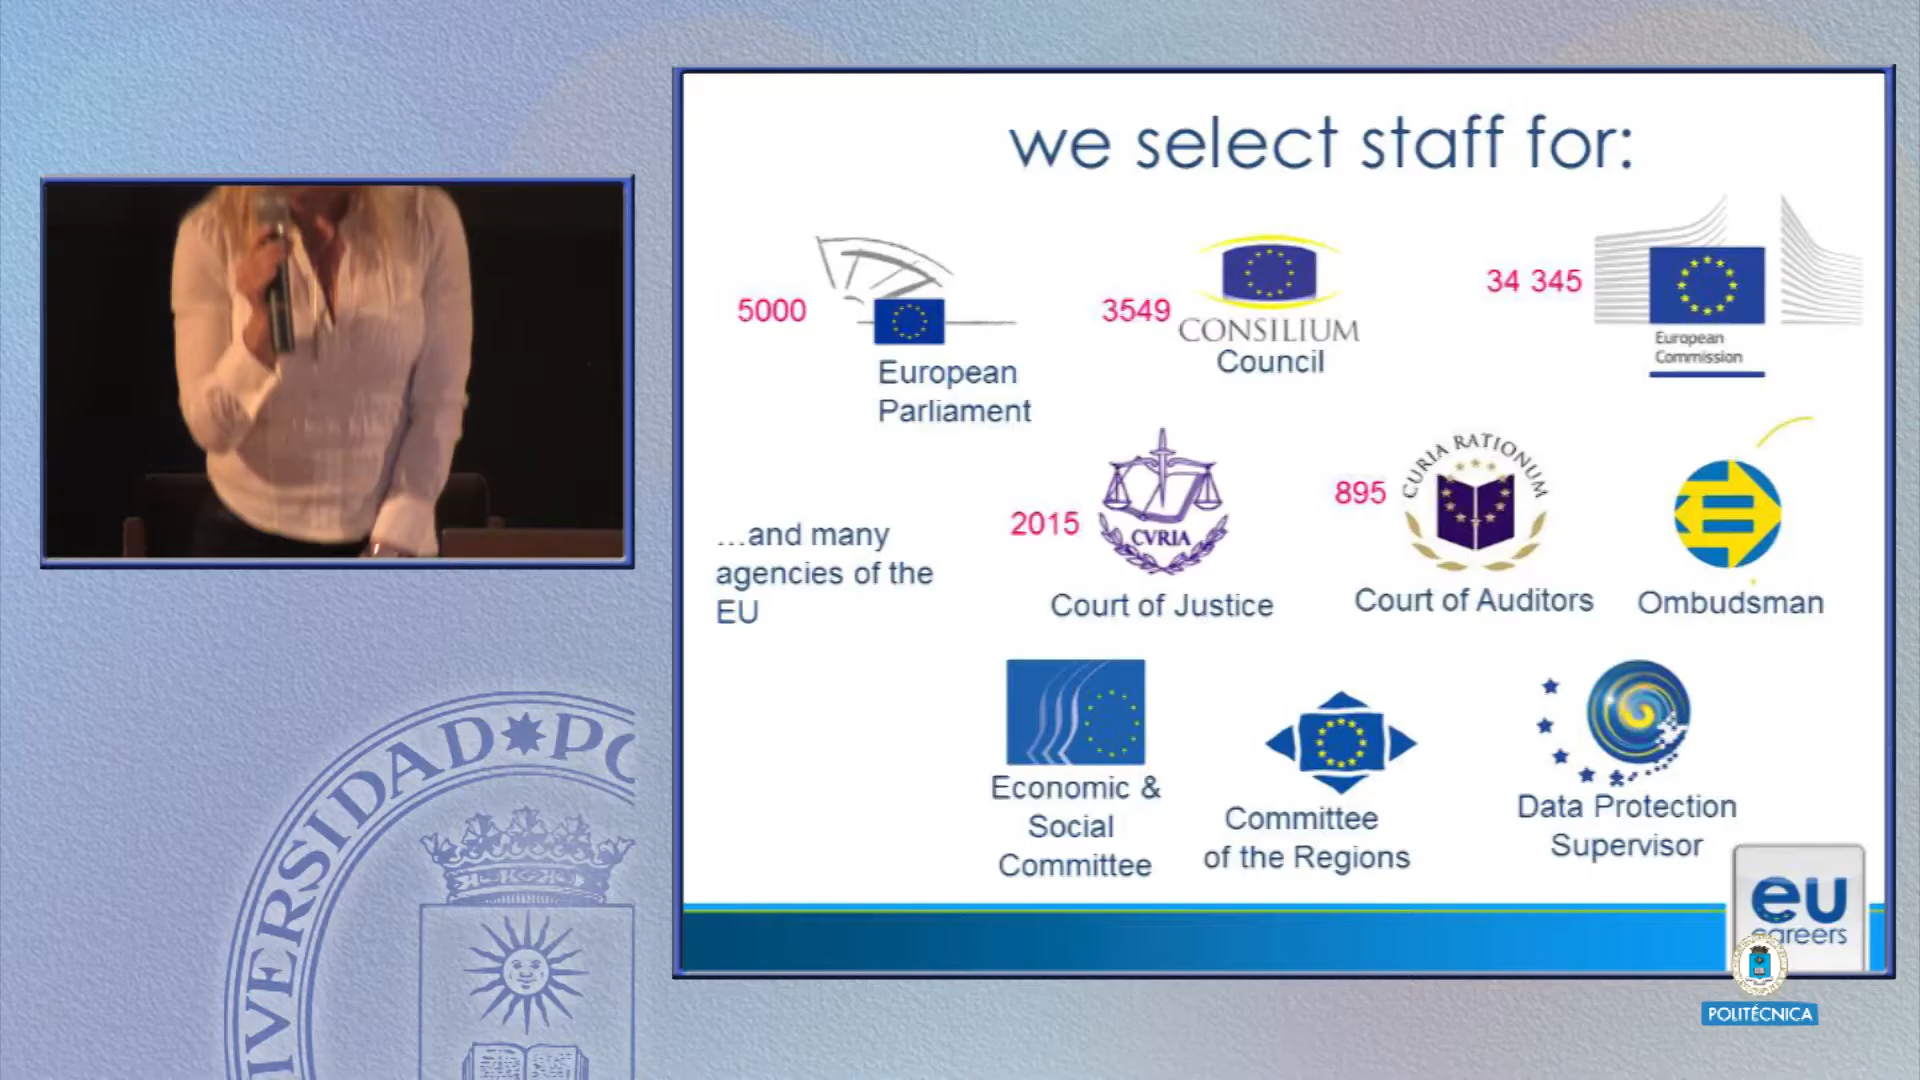 we select staff for:
5000
European
Parliament
3549
CONSILIUM
Council
34 345
European
Commission
...and many
agencies of the
EU
2015
CVRIA
Court of Justice
895
CURIA RATIONUM
Court of Auditors
Ombudsman
Economic &
Social
Committee
Committee
of the Regions
Data Protection
Supervisor
eu
careers
POLITÉCNICA
IVERSIDAD